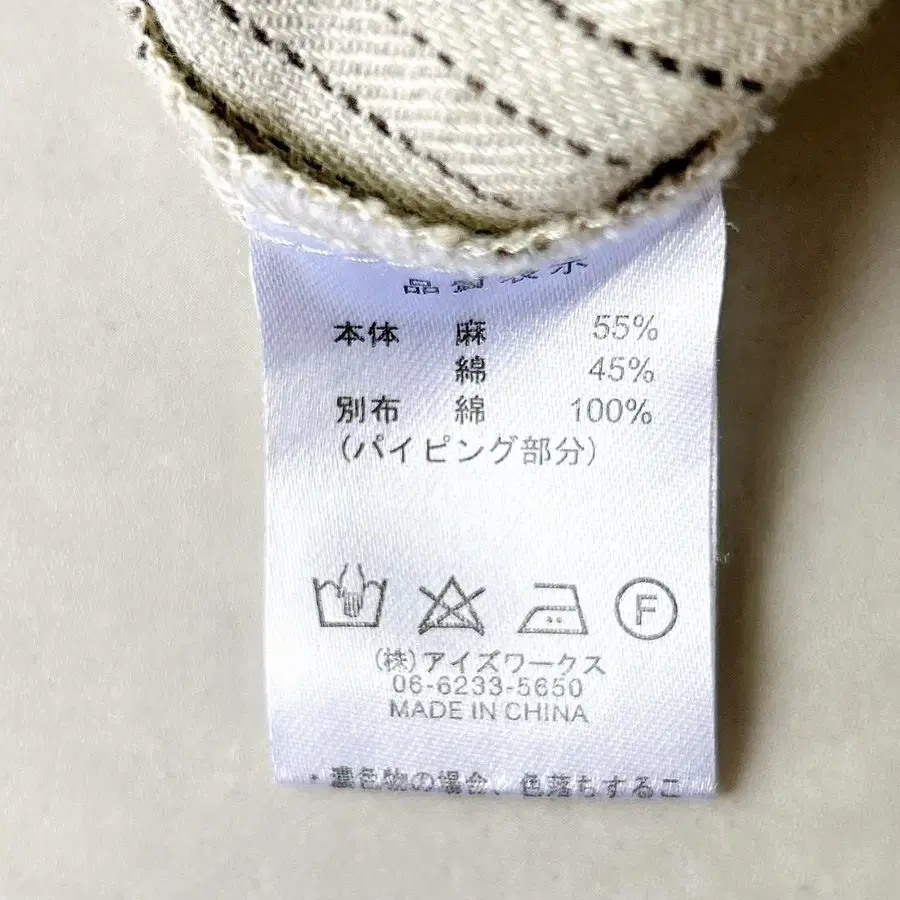 品質表示
本体 麻 55%
綿 45%
別布 綿 100%
(パイピング部分)
F
(株)アイズワークス
06-6233-5650
MADE IN CHINA
・濃色物の場合、色落ちするこ